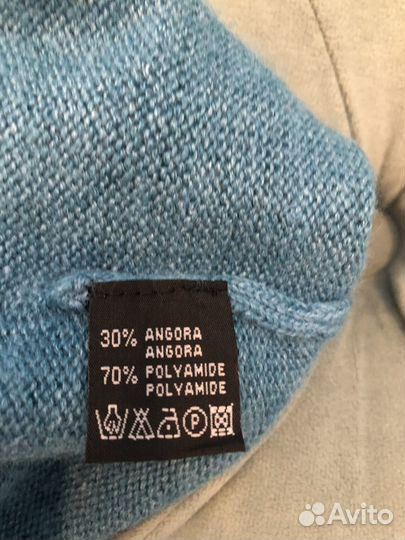 30% ANGORA
ANGORA
70% POLYAMIDE
POLYAMIDE
P
Avito